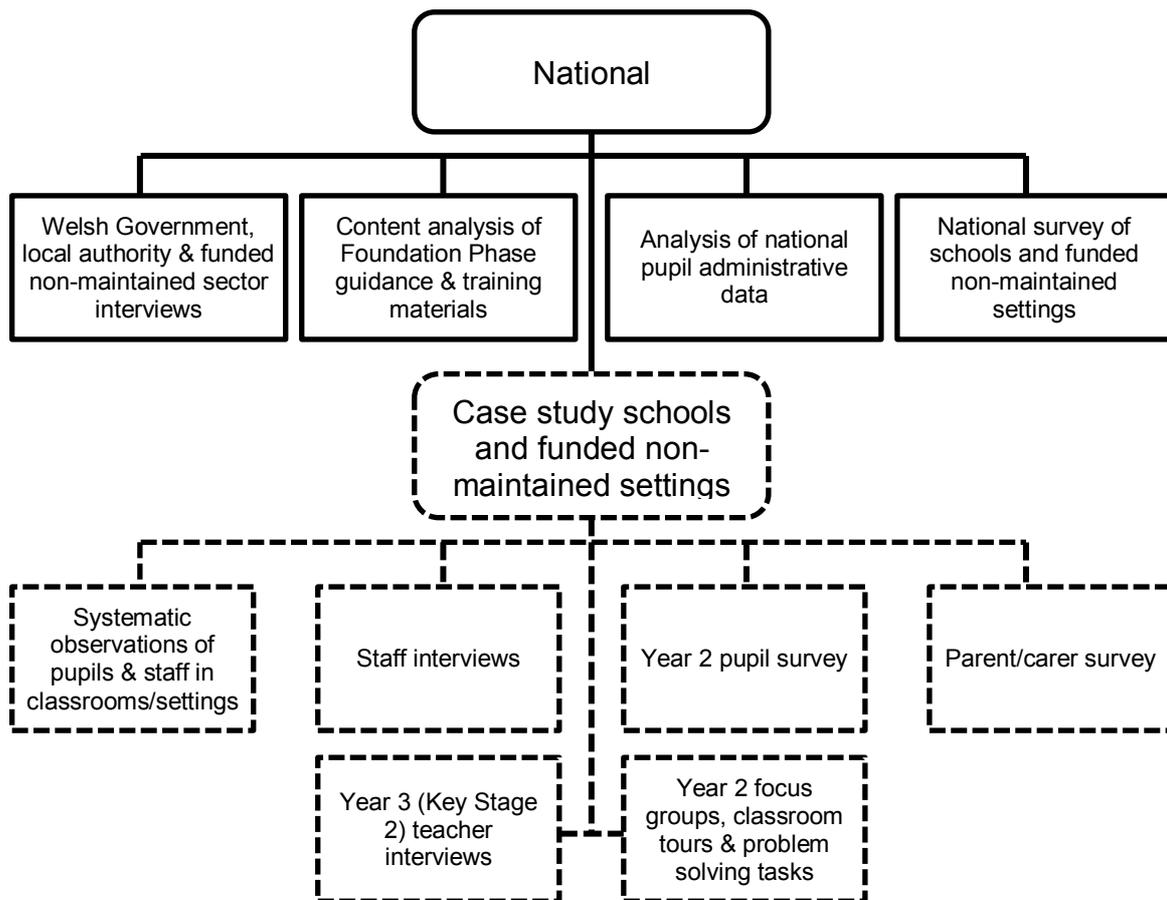 National
Welsh Government,
local authority & funded
non-maintained sector
interviews
Content analysis of
Foundation Phase
guidance & training
materials
Analysis of national
pupil administrative
data
National survey of
schools and funded
non-maintained
settings
Case study schools
and funded non-
maintained settings
Systematic
observations of
pupils & staff in
classrooms/settings
Staff interviews
Year 2 pupil survey
Parent/carer survey
Year 3 (Key Stage
2) teacher
interviews
Year 2 focus
groups, classroom
tours & problem
solving tasks